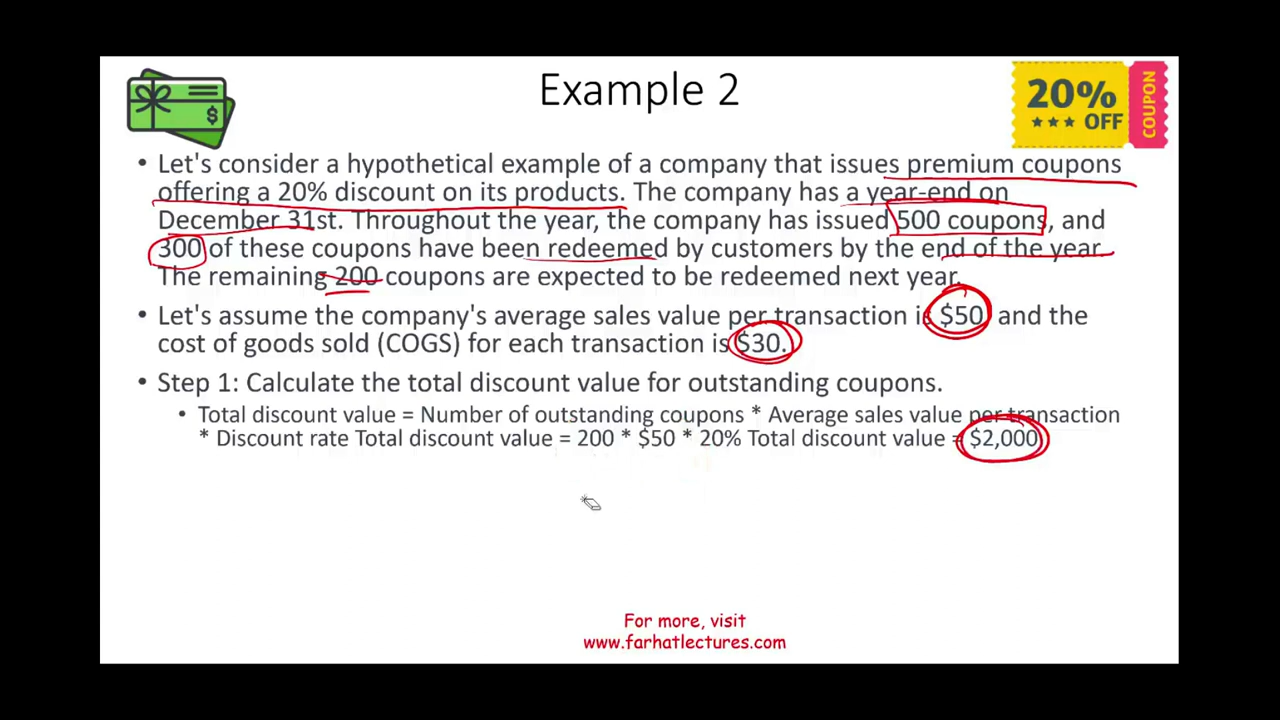 Example 2
20%
★★★ OFF
COUPON
$
• Let's consider a hypothetical example of a company that issues premium coupons
offering a 20% discount on its products. The company has a year-end on
December 31st. Throughout the year, the company has issued 500 coupons, and
300 of these coupons have been redeemed by customers by the end of the year.
The remaining 200 coupons are expected to be redeemed next year.
• Let's assume the company's average sales value per transaction is $50 and the
cost of goods sold (COGS) for each transaction is $30.
• Step 1: Calculate the total discount value for outstanding coupons.
• Total discount value = Number of outstanding coupons * Average sales value per transaction
* Discount rate Total discount value = 200 * $50 * 20% Total discount value = $2,000
For more, visit
www.farhatlectures.com